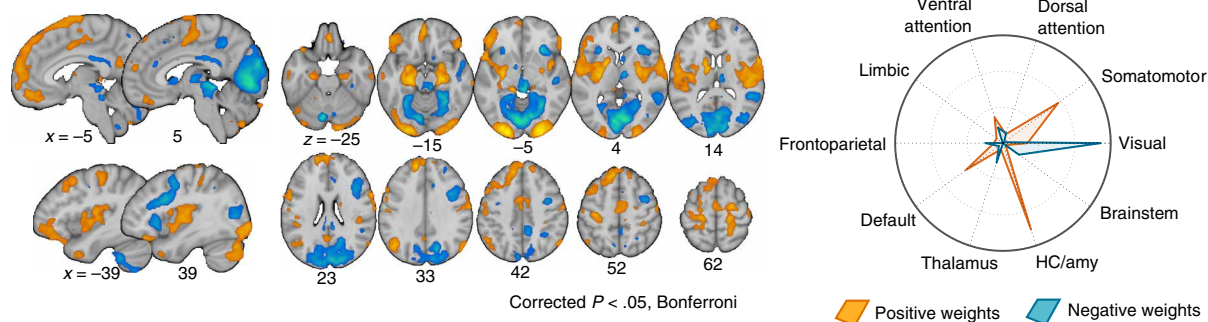 x = –5
5
z = –25
–15
–5
4
14
x = –39
39
23
33
42
52
62
Corrected P < .05, Bonferroni
Ventral
attention
Dorsal
attention
Limbic
Somatomotor
Frontoparietal
Visual
Default
Brainstem
Thalamus
HC/amy
Positive weights
Negative weights